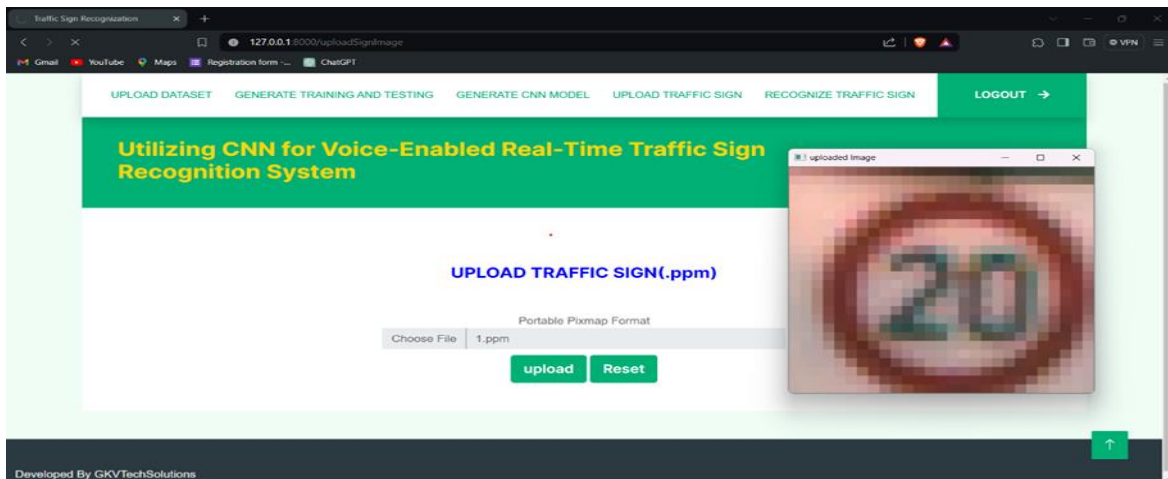 Traffic Sign Recognization
127.0.0.1:8000/uploadSignImage
VPN
Gmail YouTube Maps Registration form -... ChatGPT
UPLOAD DATASET GENERATE TRAINING AND TESTING GENERATE CNN MODEL UPLOAD TRAFFIC SIGN RECOGNIZE TRAFFIC SIGN LOGOUT →
Utilizing CNN for Voice-Enabled Real-Time Traffic Sign
Recognition System
uploaded Image
20
UPLOAD TRAFFIC SIGN(.ppm)
Portable Pixmap Format
Choose File 1.ppm
upload Reset
Developed By GKVTechSolutions